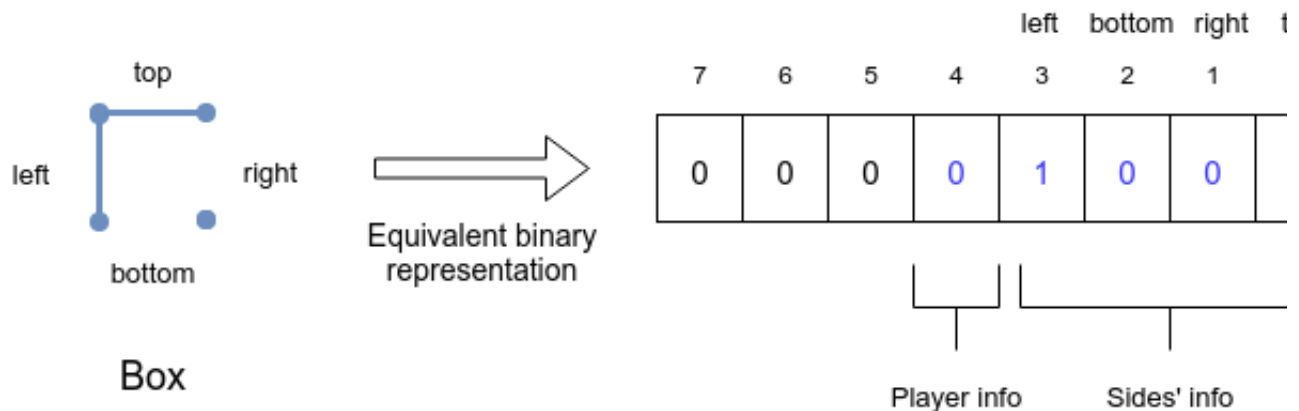 top
left
right
bottom
Box
Equivalent binary
representation
left bottom right
7 6 5 4 3 2 1
0 0 0 0 1 0 0
Player info
Sides' info